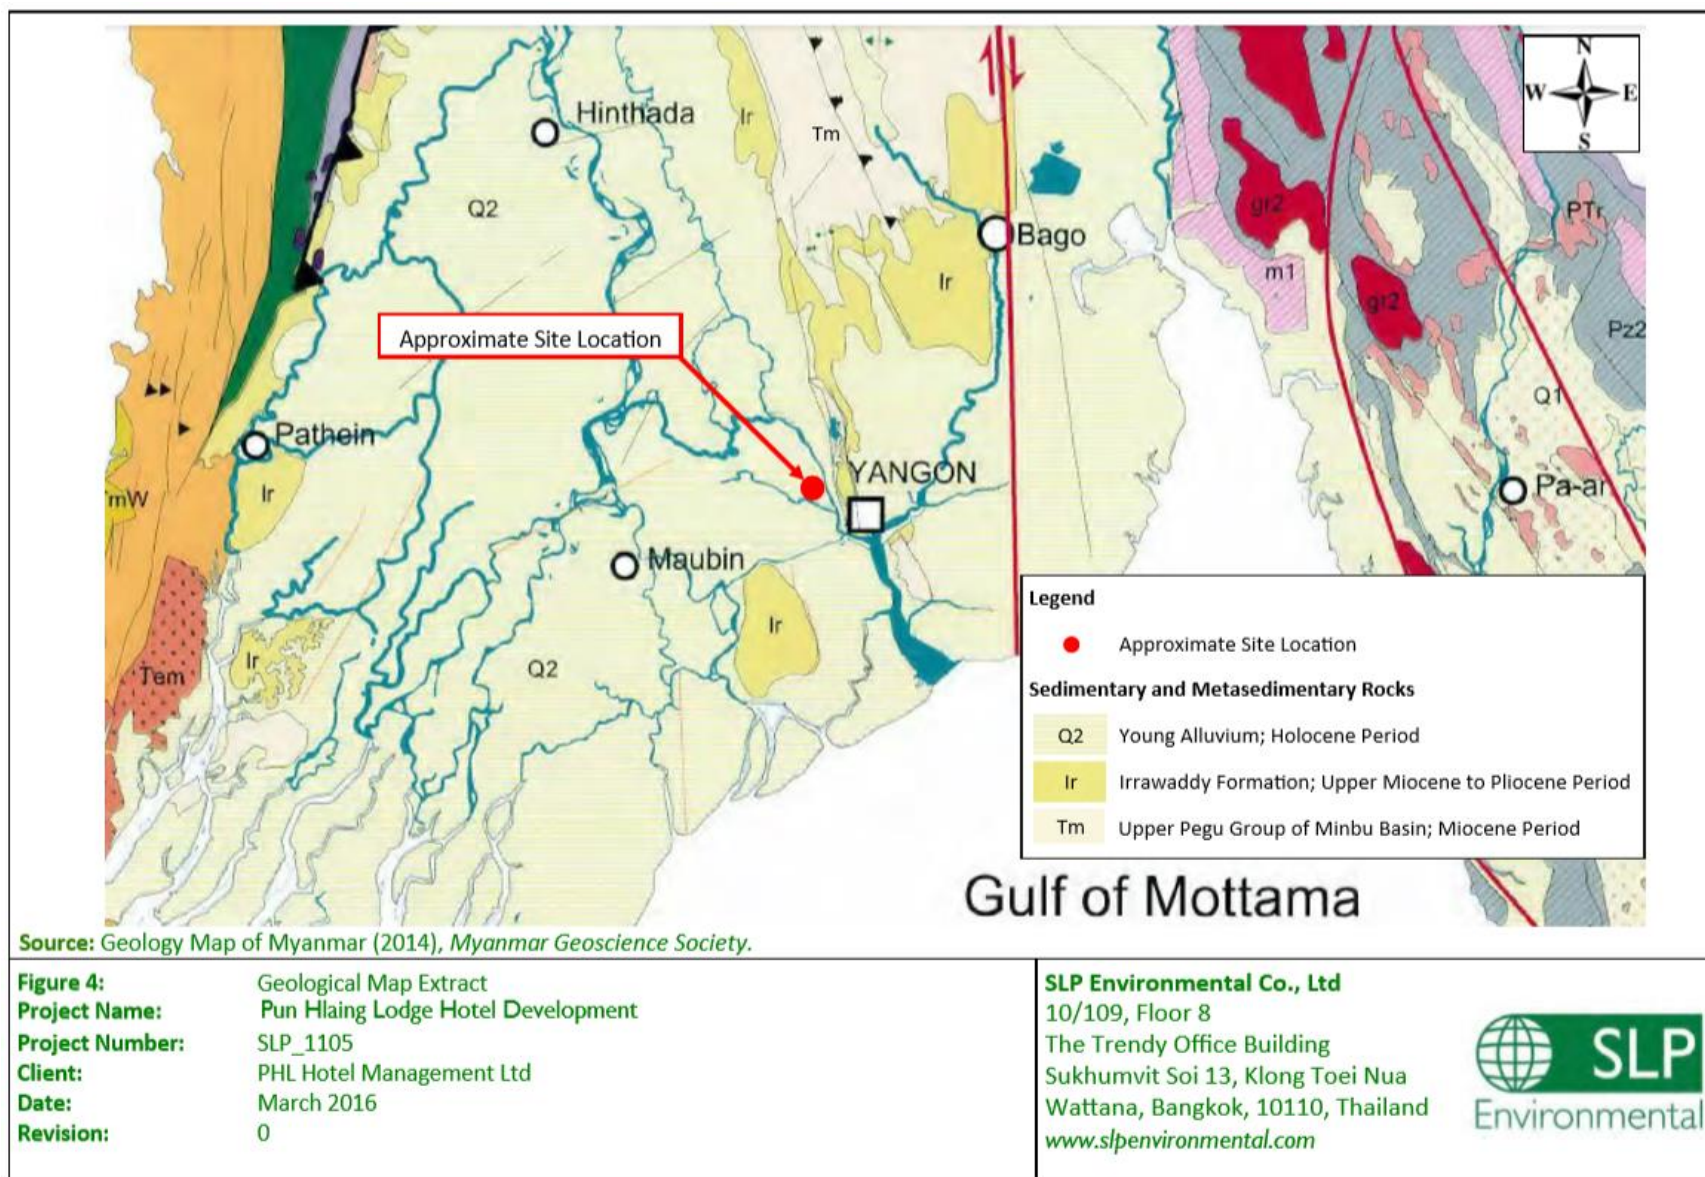 N
W E
S
Hinthada
Ir
Tm
Q2
gr2
PTr
Bago
m1
Ir
gr2
Approximate Site Location
Pz2
Q1
Pathein
YANGON
mW
Ir
Pa-an
Maubin
Ir
Ir
Tem
Q2
Legend
Approximate Site Location
Sedimentary and Metasedimentary Rocks
Q2 Young Alluvium; Holocene Period
Ir Irrawaddy Formation; Upper Miocene to Pliocene Period
Tm Upper Pegu Group of Minbu Basin; Miocene Period
Gulf of Mottama
Source: Geology Map of Myanmar (2014), Myanmar Geoscience Society.
Figure 4: Geological Map Extract
Project Name: Pun Hlaing Lodge Hotel Development
Project Number: SLP_1105
Client: PHL Hotel Management Ltd
Date: March 2016
Revision: 0
SLP Environmental Co., Ltd
10/109, Floor 8
The Trendy Office Building
Sukhumvit Soi 13, Klong Toei Nua
Wattana, Bangkok, 10110, Thailand
www.slpenvironmental.com
SLP
Environmental